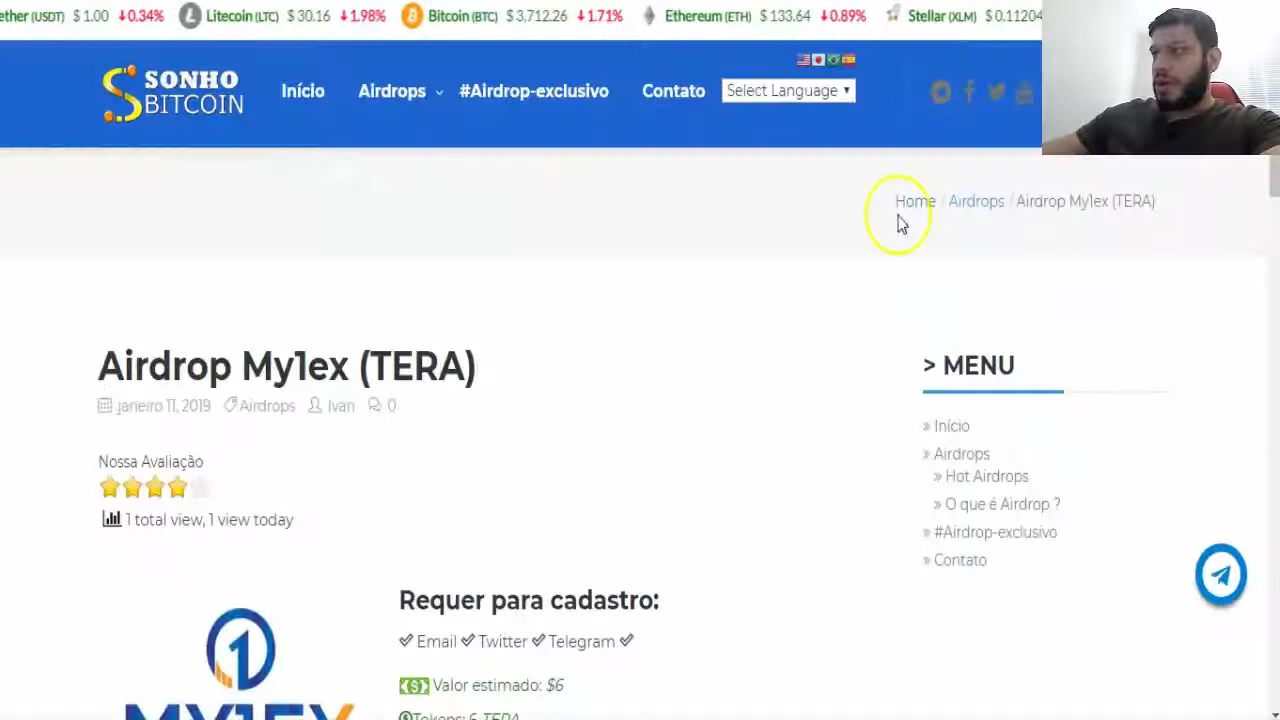 ether (USDT) $ 1.00 ↓0.34% Litecoin (LTC) $ 30.16 ↓1.98% Bitcoin (BTC) $ 3,712.26 ↓1.71% Ethereum (ETH) $ 133.64 ↓0.89% Stellar (XLM) $ 0.11204
SONHO
BITCOIN
Início Airdrops #Airdrop-exclusivo Contato Select Language
Home / Airdrops / Airdrop My1ex (TERA)
Airdrop My1ex (TERA)
janeiro 11, 2019 Airdrops Ivan 0
Nossa Avaliação
1 total view, 1 view today
Requer para cadastro:
Email Twitter Telegram
Valor estimado: $6
Tokens: 6 TERA
MY1EX
> MENU
» Início
» Airdrops
» Hot Airdrops
» O que é Airdrop ?
» #Airdrop-exclusivo
» Contato